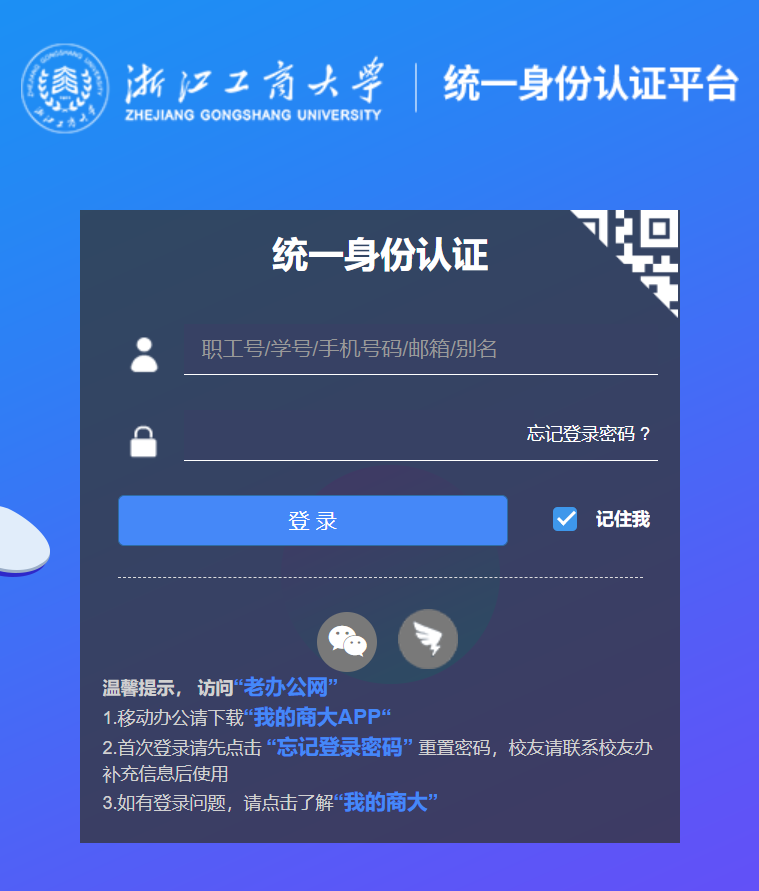 浙江工商大学
ZHEJIANG GONGSHANG UNIVERSITY
统一身份认证平台
统一身份认证
职工号/学号/手机号码/邮箱/别名
忘记登录密码？
登 录
记住我
温馨提示， 访问“老办公网”
1.移动办公请下载“我的商大APP“
2.首次登录请先点击 “忘记登录密码” 重置密码，校友请联系校友办
补充信息后使用
3.如有登录问题，请点击了解“我的商大”